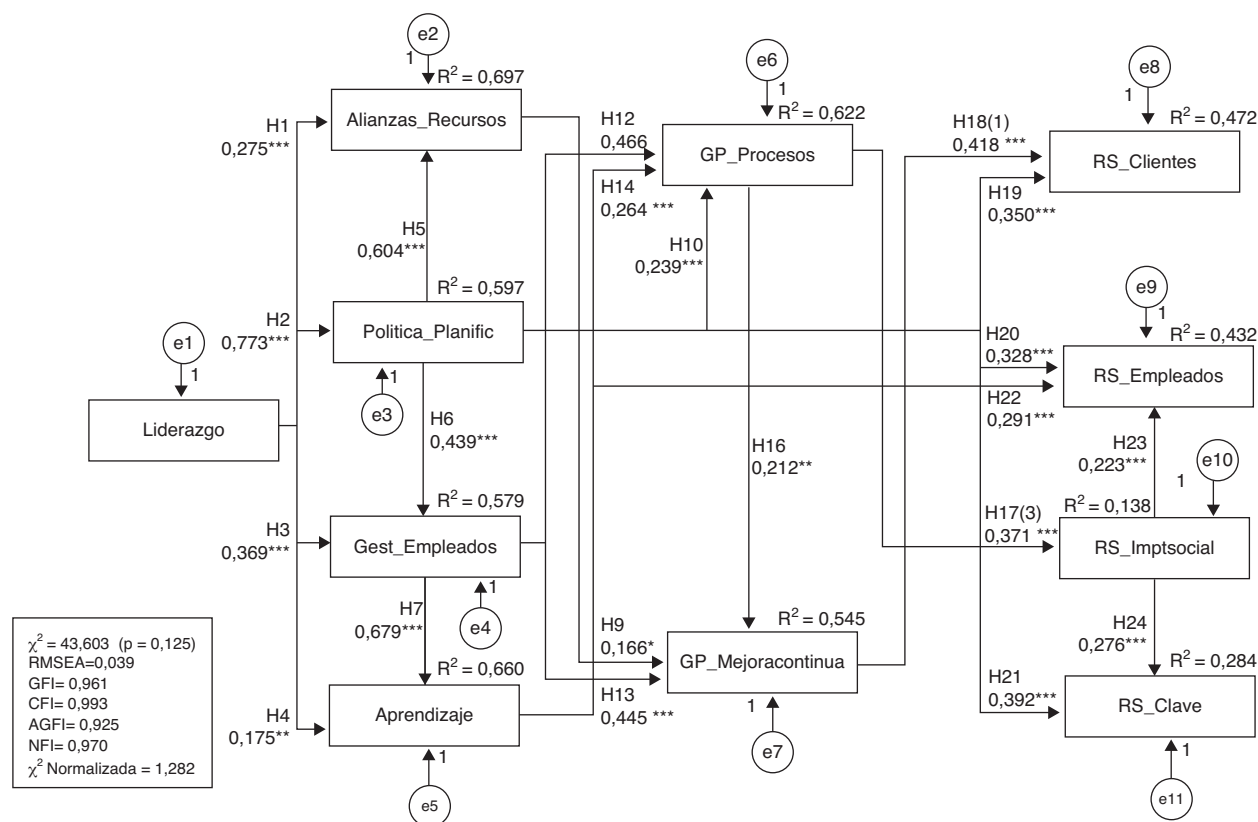 e2
1
R² = 0,697
Alianzas_Recursos
H1
0,275***
H5
0,604***
R² = 0,597
Politica_Planific
H2
0,773***
e1
1
Liderazgo
1
e3
H6
0,439***
R² = 0,579
Gest_Empleados
H3
0,369***
1
e4
H7
0,679***
R² = 0,660
Aprendizaje
H4
0,175**
1
e5
χ² = 43,603 (p = 0,125)
RMSEA=0,039
GFI= 0,961
CFI= 0,993
AGFI= 0,925
NFI= 0,970
χ² Normalizada = 1,282
e6
1
R² = 0,622
GP_Procesos
H12
0,466
H14
0,264 ***
H10
0,239***
H16
0,212**
H9
0,166*
H13
0,445 ***
R² = 0,545
GP_Mejoracontinua
1
e7
e8
1
R² = 0,472
RS_Clientes
H18(1)
0,418 ***
H19
0,350***
e9
1
R² = 0,432
RS_Empleados
H20
0,328***
H22
0,291***
H23
0,223***
e10
1
R² = 0,138
RS_Imptsocial
H17(3)
0,371 ***
H24
0,276***
R² = 0,284
RS_Clave
H21
0,392***
1
e11